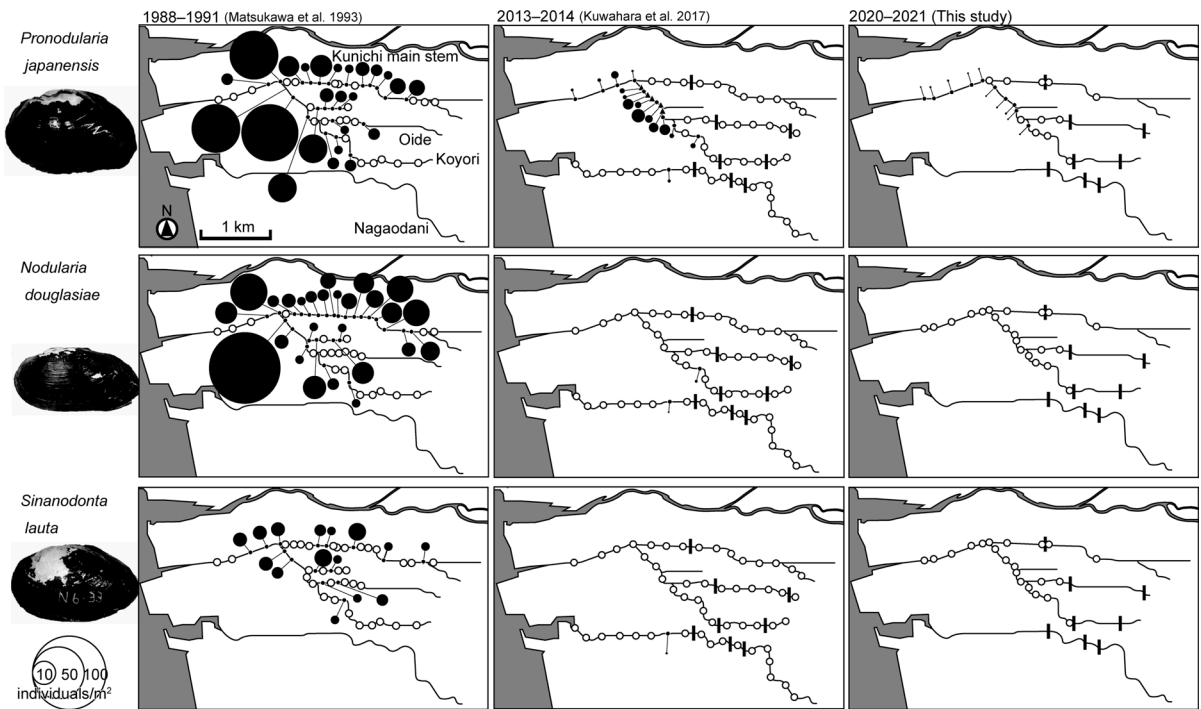 1988–1991 (Matsukawa et al. 1993)
2013–2014 (Kuwahara et al. 2017)
2020–2021 (This study)
Pronodularia
japanensis
Kunichi main stem
Oide
Koyori
Nagaodani
N
1 km
Nodularia
douglasiae
Sinanodonta
lauta
N6-33
10 50 100
individuals/m²